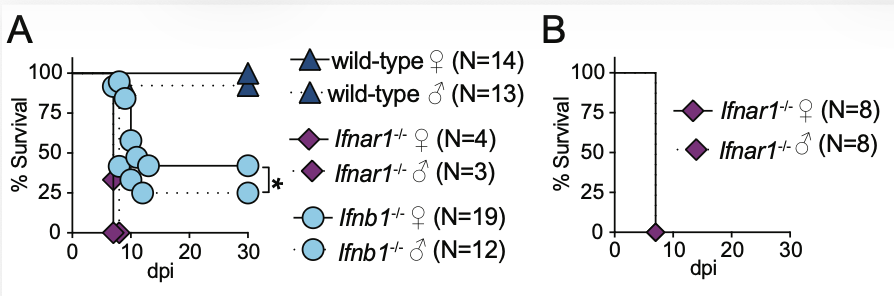 A
B
% Survival
100
75
50
25
0
0 10 20 30
dpi
*
wild-type ♀ (N=14)
wild-type ♂ (N=13)
Ifnar1-/- ♀ (N=4)
Ifnar1-/- ♂ (N=3)
Ifnb1-/- ♀ (N=19)
Ifnb1-/- ♂ (N=12)
% Survival
100
75
50
25
0
0 10 20 30
dpi
Ifnar1-/- ♀ (N=8)
Ifnar1-/- ♂ (N=8)